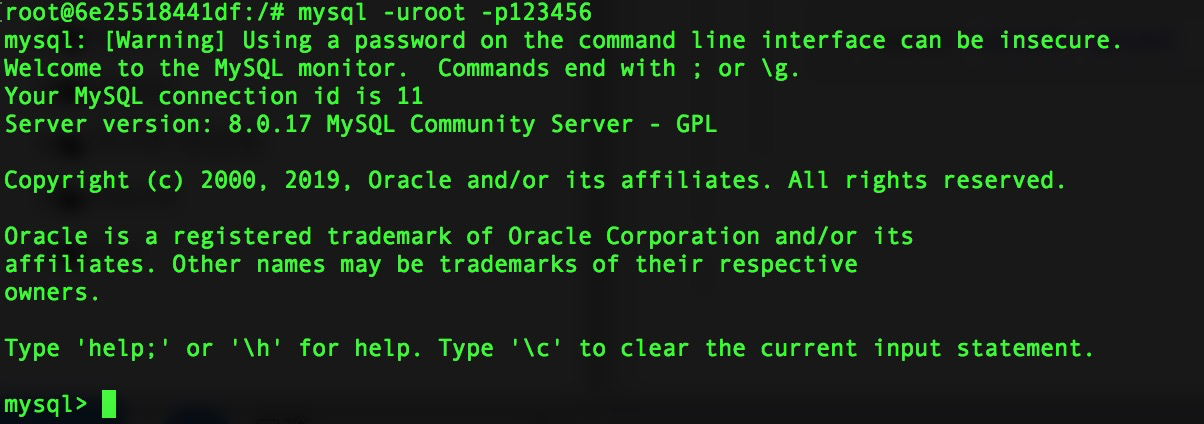 root@6e25518441df:/# mysql -uroot -p123456
mysql: [Warning] Using a password on the command line interface can be insecure.
Welcome to the MySQL monitor.  Commands end with ; or \g.
Your MySQL connection id is 11
Server version: 8.0.17 MySQL Community Server - GPL

Copyright (c) 2000, 2019, Oracle and/or its affiliates. All rights reserved.

Oracle is a registered trademark of Oracle Corporation and/or its
affiliates. Other names may be trademarks of their respective
owners.

Type 'help;' or '\h' for help. Type '\c' to clear the current input statement.

mysql>